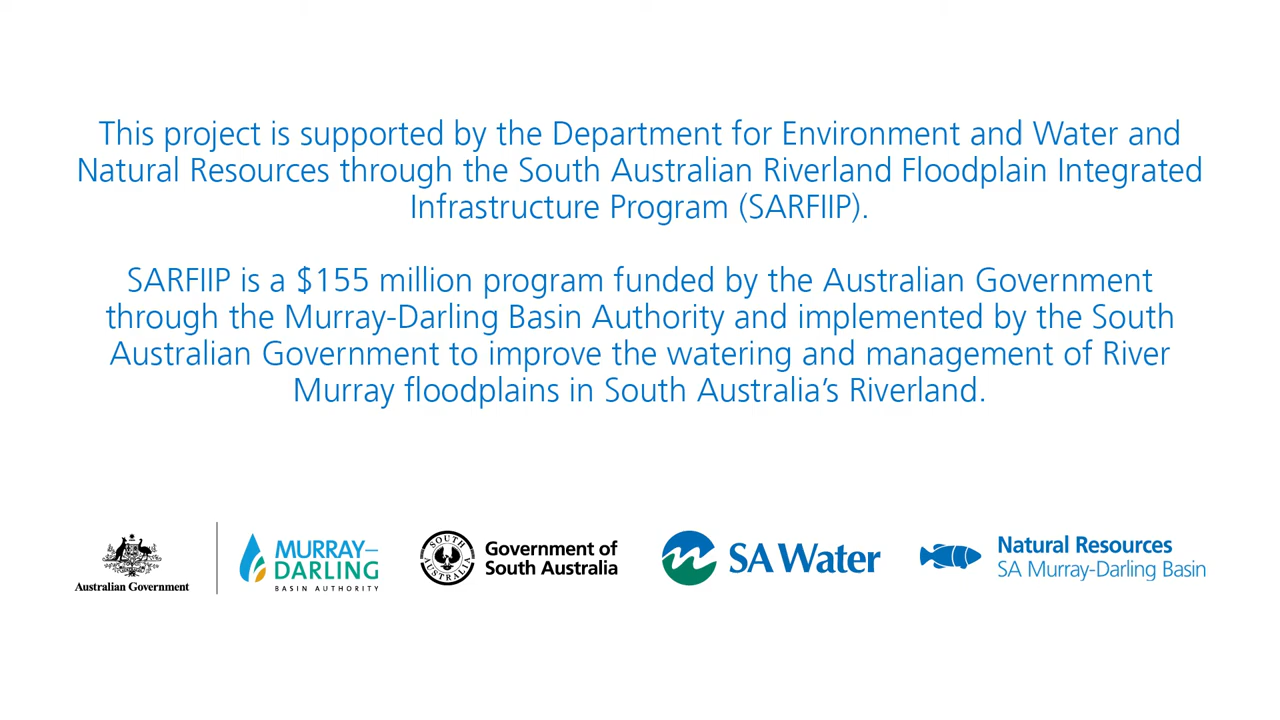 This project is supported by the Department for Environment and Water and
Natural Resources through the South Australian Riverland Floodplain Integrated
Infrastructure Program (SARFIIP).
SARFIIP is a $155 million program funded by the Australian Government
through the Murray-Darling Basin Authority and implemented by the South
Australian Government to improve the watering and management of River
Murray floodplains in South Australia’s Riverland.
Australian Government
MURRAY–
DARLING
BASIN AUTHORITY
SOUTH
AUSTRALIA
Government of
South Australia
SA Water
Natural Resources
SA Murray-Darling Basin